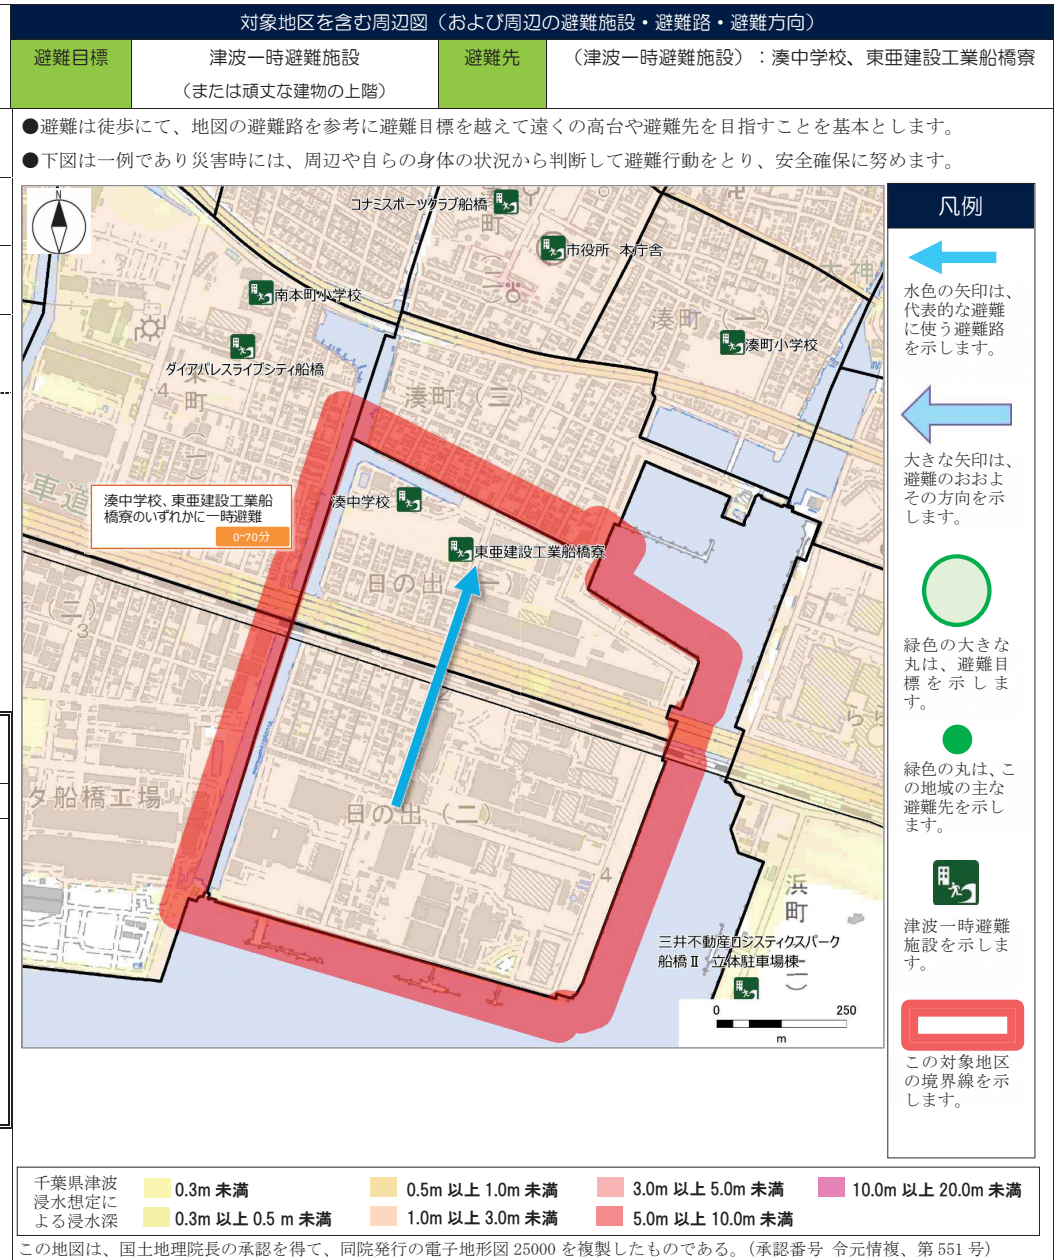 対象地区を含む周辺図（および周辺の避難施設・避難路・避難方向）
避難目標
津波一時避難施設
（または頑丈な建物の上階）
避難先
（津波一時避難施設）：湊中学校、東亜建設工業船橋寮
●避難は徒歩にて、地図の避難路を参考に避難目標を越えて遠くの高台や避難先を目指すことを基本とします。
●下図は一例であり災害時には、周辺や自らの身体の状況から判断して避難行動をとり、安全確保に努めます。
N
コナミスポーツクラブ船橋
市役所 本庁舎
南本町小学校
湊町（一）
湊町小学校
ダイアパレスライブシティ船橋
湊町（三）
4
車道
湊中学校、東亜建設工業船
橋寮のいずれかに一時避難
0~70分
湊中学校
東亜建設工業船橋寮
日の出（一）
（二）
3
らら
タ船橋工場
日の出（二）
4
浜町
三井不動産ロジスティクスパーク
船橋Ⅱ 立体駐車場棟
0 250
m
凡例
水色の矢印は、
代表的な避難
に使う避難路
を示します。
大きな矢印は、
避難のおおよ
その方向を示
します。
緑色の大きな
丸は、避難目
標を示しま
す。
緑色の丸は、こ
の地域の主な
避難先を示し
ます。
津波一時避難
施設を示しま
す。
この対象地区
の境界線を示
します。
千葉県津波
浸水想定に
よる浸水深
0.3m 未満
0.5m 以上 1.0m 未満
3.0m 以上 5.0m 未満
10.0m 以上 20.0m 未満
0.3m 以上 0.5 m 未満
1.0m 以上 3.0m 未満
5.0m 以上 10.0m 未満
この地図は、国土地理院長の承認を得て、同院発行の電子地形図 25000 を複製したものである。（承認番号 令元情複、第 551 号）